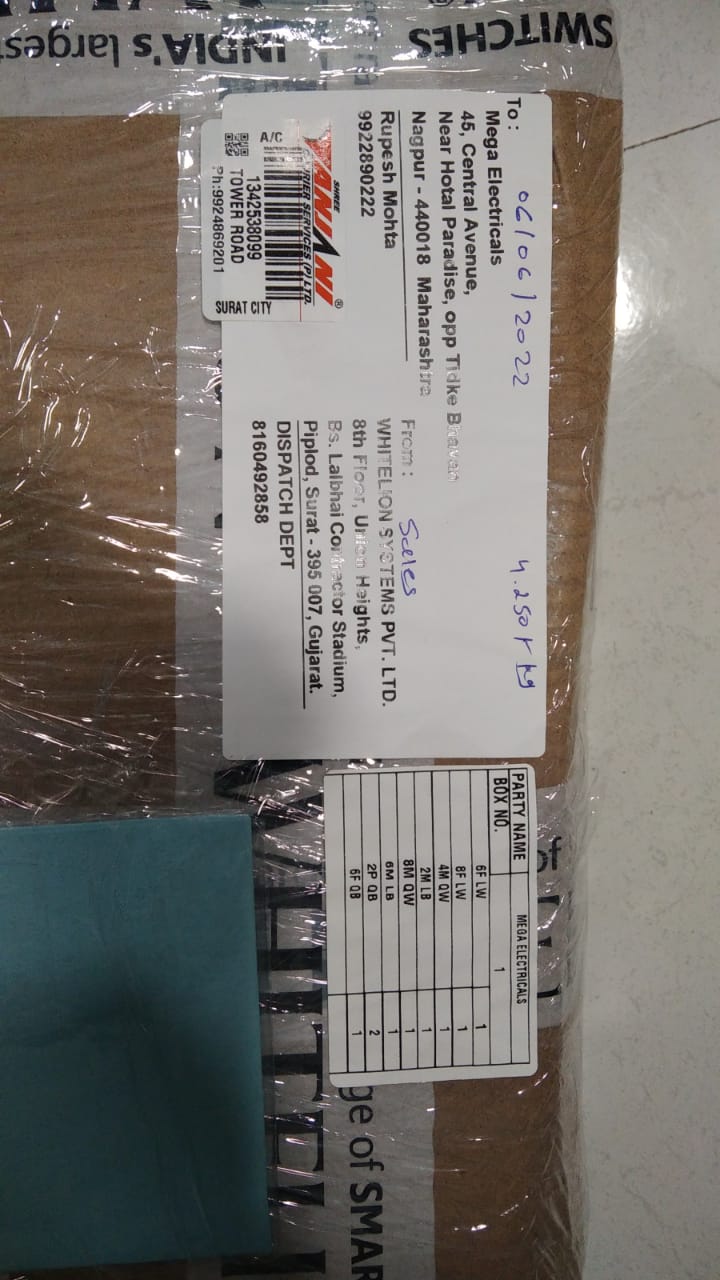 SWITCHES
INDIA's larges
06/06/2022
4.250 kg
To :
Mega Electricals
45, Central Avenue,
Near Hotal Paradise, opp Tidke Bhavan
Nagpur - 440018 Maharashtra
Rupesh Mohta
9922890222
From :
Sales
WHITELION SYSTEMS PVT. LTD.
8th Floor, Union Heights,
Bs. Lalbhai Contractor Stadium,
Piplod, Surat - 395 007, Gujarat.
DISPATCH DEPT
8160492858
SHREE
ANJANI
COURIER SERVICES (P) LTD.
A/C
1342538099
TOWER ROAD
Ph:9924869201
SURAT CITY
PARTY NAME MEGA ELECTRICALS
BOX NO. 1
6F LW 1
8F LW 1
4M QW 1
2M LB 1
8M QW 1
6M LB 1
2P QB 2
6F QB 1
ge of SMAR